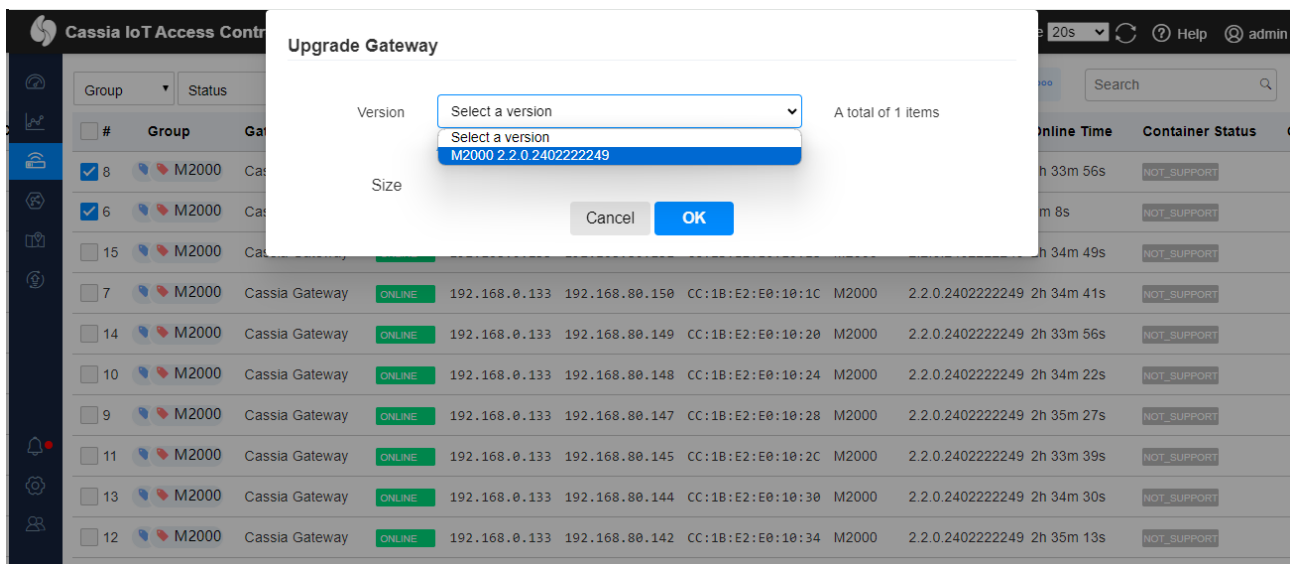 Cassia IoT Access Contr
20s
Help
admin
Upgrade Gateway
Group
Status
Search
Version
Select a version
A total of 1 items
Select a version
M2000 2.2.0.2402222249
Size
Cancel
OK
# Group Online Time Container Status
8 M2000 h 33m 56s NOT_SUPPORT
6 M2000 m 8s NOT_SUPPORT
15 M2000 2h 34m 49s NOT_SUPPORT
7 M2000 Cassia Gateway ONLINE 192.168.0.133 192.168.80.150 CC:1B:E2:E0:10:1C M2000 2.2.0.2402222249 2h 34m 41s NOT_SUPPORT
14 M2000 Cassia Gateway ONLINE 192.168.0.133 192.168.80.149 CC:1B:E2:E0:10:20 M2000 2.2.0.2402222249 2h 33m 56s NOT_SUPPORT
10 M2000 Cassia Gateway ONLINE 192.168.0.133 192.168.80.148 CC:1B:E2:E0:10:24 M2000 2.2.0.2402222249 2h 34m 22s NOT_SUPPORT
9 M2000 Cassia Gateway ONLINE 192.168.0.133 192.168.80.147 CC:1B:E2:E0:10:28 M2000 2.2.0.2402222249 2h 35m 27s NOT_SUPPORT
11 M2000 Cassia Gateway ONLINE 192.168.0.133 192.168.80.145 CC:1B:E2:E0:10:2C M2000 2.2.0.2402222249 2h 33m 39s NOT_SUPPORT
13 M2000 Cassia Gateway ONLINE 192.168.0.133 192.168.80.144 CC:1B:E2:E0:10:30 M2000 2.2.0.2402222249 2h 34m 30s NOT_SUPPORT
12 M2000 Cassia Gateway ONLINE 192.168.0.133 192.168.80.142 CC:1B:E2:E0:10:34 M2000 2.2.0.2402222249 2h 35m 13s NOT_SUPPORT